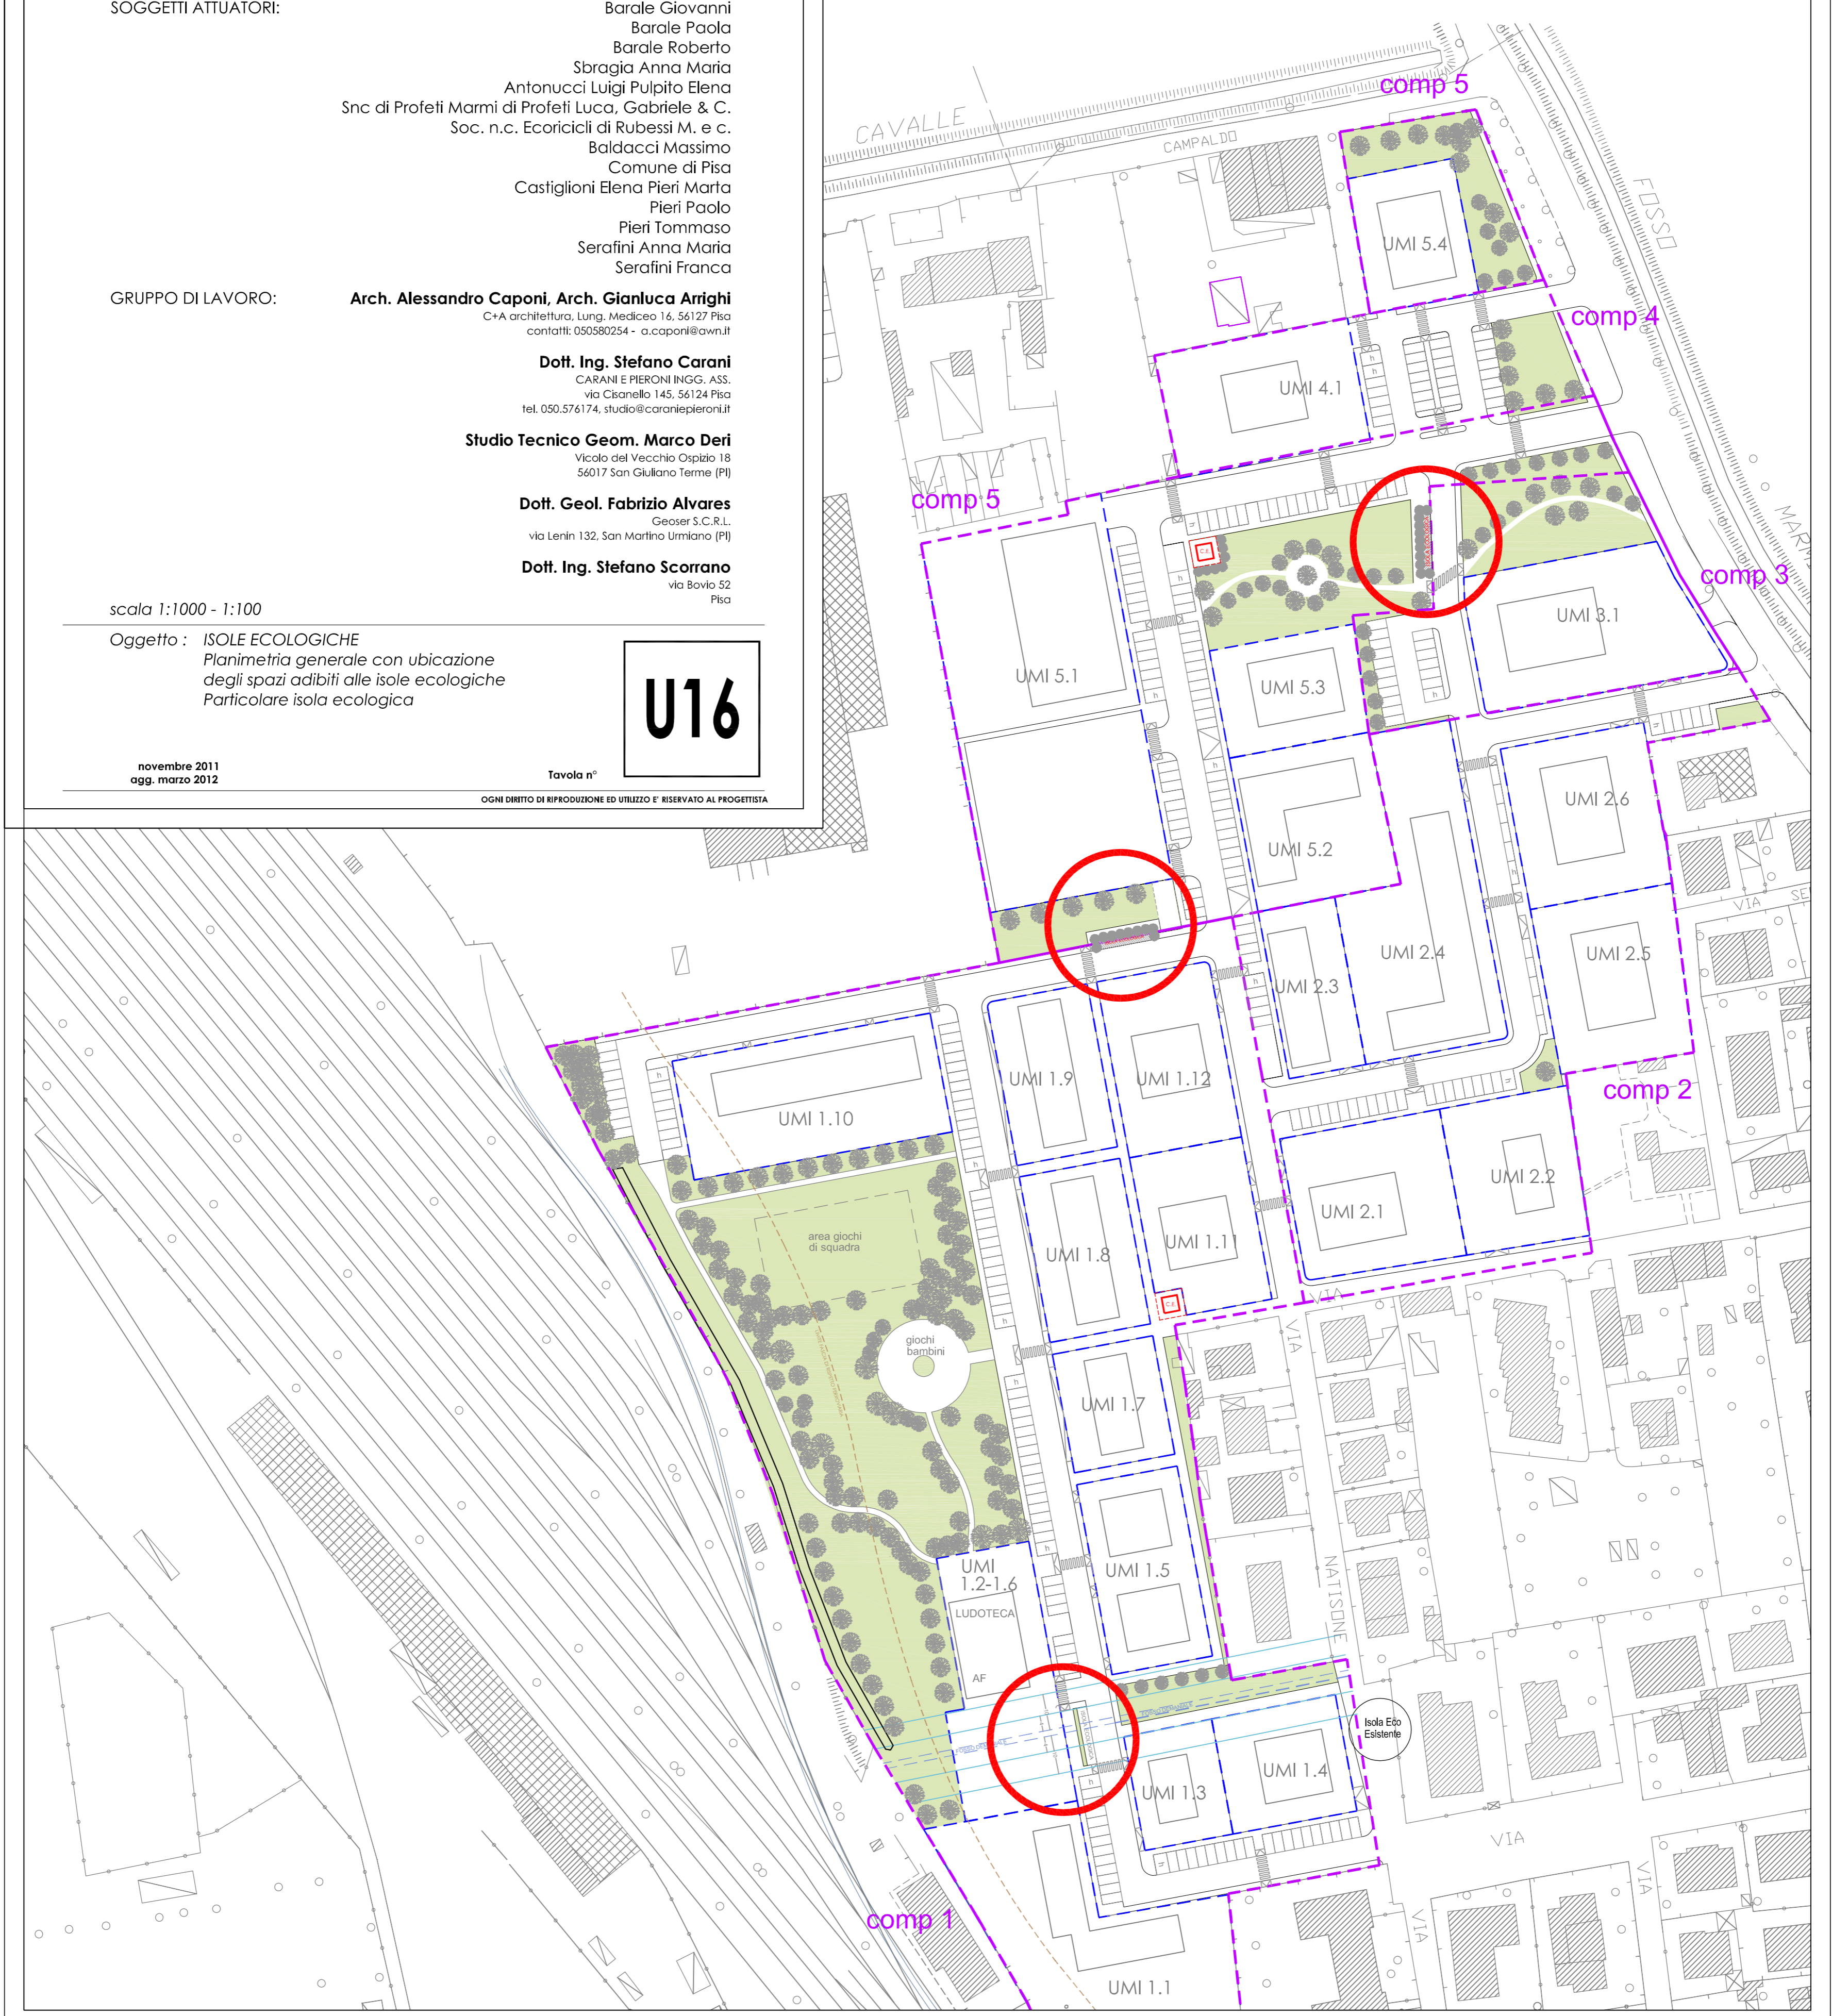 SOGGETTI ATTUATORI:
Barale Giovanni
Barale Paola
Barale Roberto
Sbragia Anna Maria
Antonucci Luigi Pulpito Elena
Snc di Profeti Marmi di Profeti Luca, Gabriele & C.
Soc. n.c. Ecoricicli di Rubessi M. e c.
Baldacci Massimo
Comune di Pisa
Castiglioni Elena Pieri Marta
Pieri Paolo
Pieri Tommaso
Serafini Anna Maria
Serafini Franca
GRUPPO DI LAVORO:
Arch. Alessandro Caponi, Arch. Gianluca Arrighi
C+A architettura, Lung. Mediceo 16, 56127 Pisa
contatti: 050580254 - a.caponi@awn.it
Dott. Ing. Stefano Carani
CARANI E PIERONI INGG. ASS.
via Cisanello 145, 56124 Pisa
tel. 050.576174, studio@caraniepieroni.it
Studio Tecnico Geom. Marco Deri
Vicolo del Vecchio Ospizio 18
56017 San Giuliano Terme (PI)
Dott. Geol. Fabrizio Alvares
Geoser S.C.R.L.
via Lenin 132, San Martino Urmiano (PI)
Dott. Ing. Stefano Scorrano
via Bovio 52
Pisa
scala 1:1000 - 1:100
Oggetto : ISOLE ECOLOGICHE
Planimetria generale con ubicazione
degli spazi adibiti alle isole ecologiche
Particolare isola ecologica
U16
novembre 2011
agg. marzo 2012
Tavola n°
OGNI DIRITTO DI RIPRODUZIONE ED UTILIZZO E' RISERVATO AL PROGETTISTA
comp 5
CAVALLE
CAMPALDO
FOSSO
UMI 5.4
comp 4
UMI 4.1
comp 5
comp 3
C.E.
UMI 3.1
UMI 5.1
UMI 5.3
UMI 2.6
UMI 5.2
VIA
UMI 2.4
UMI 2.5
UMI 2.3
UMI 1.9
UMI 1.12
comp 2
UMI 1.10
UMI 2.2
UMI 2.1
area giochi
di squadra
UMI 1.11
UMI 1.8
VIA
C.E.
VIA
giochi
bambini
UMI 1.7
UMI 1.5
UMI
1.2-1.6
LUDOTECA
NATISONE
AF
Isola Eco
Esistente
UMI 1.4
UMI 1.3
VIA
VIA
VIA
comp 1
UMI 1.1